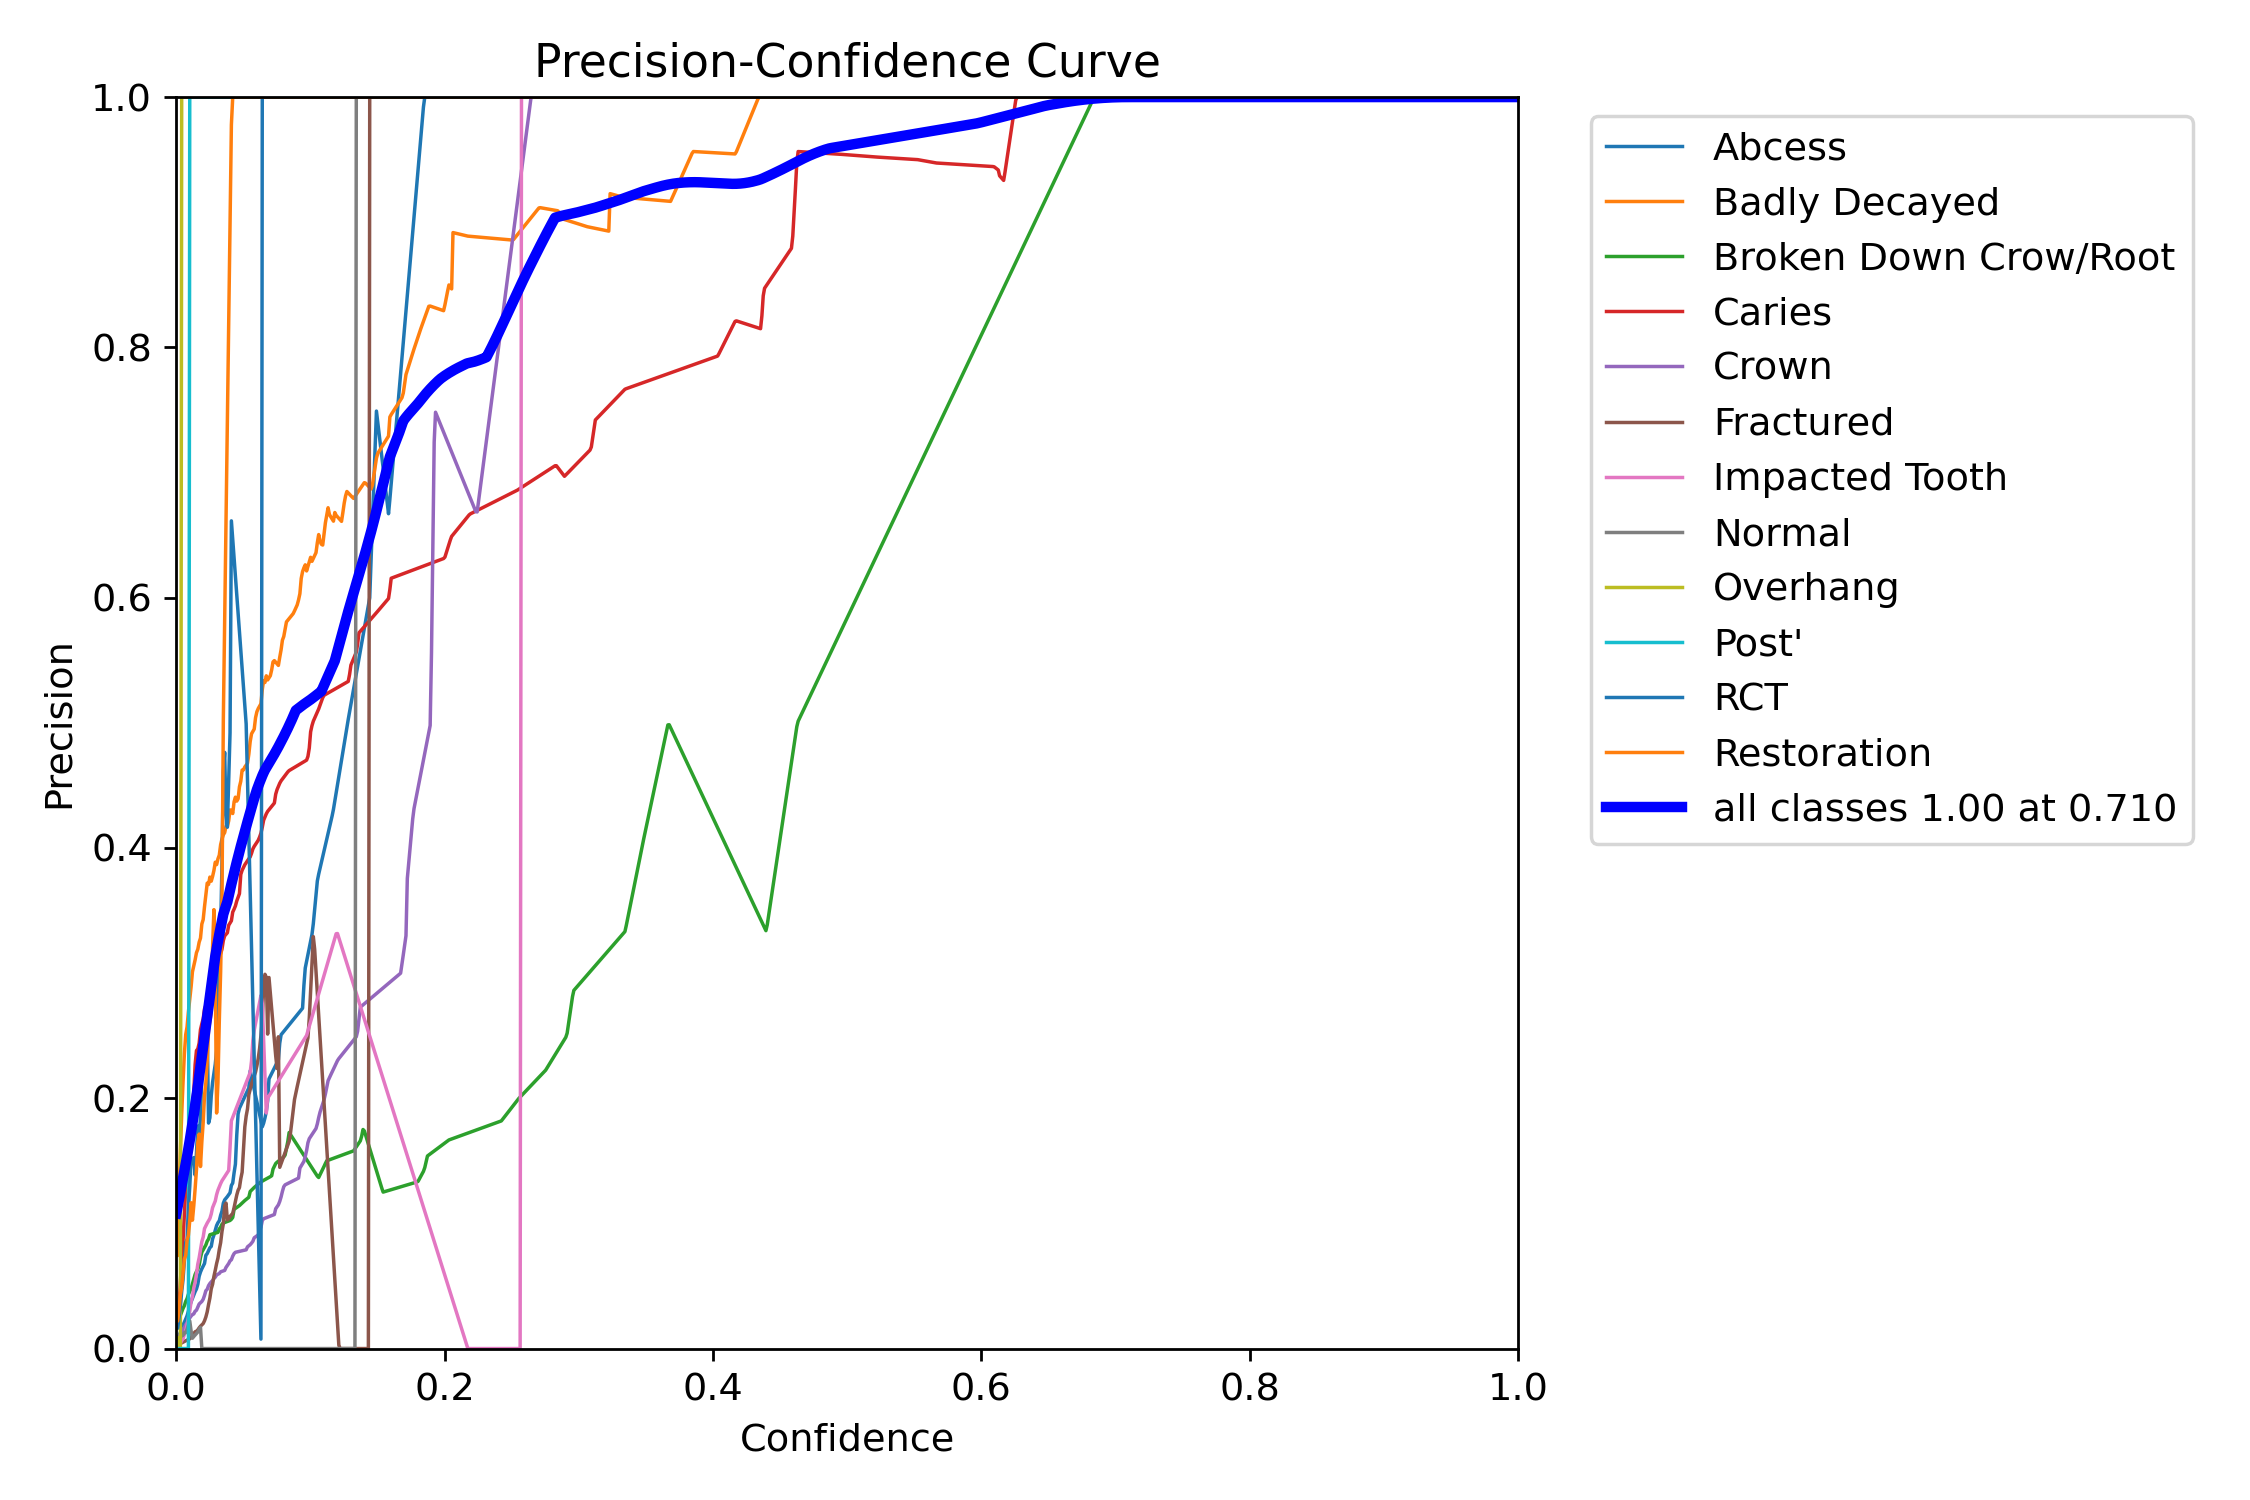 Precision-Confidence Curve
1.0
0.8
0.6
0.4
0.2
0.0
Precision
0.0 0.2 0.4 0.6 0.8 1.0
Confidence
Abcess
Badly Decayed
Broken Down Crow/Root
Caries
Crown
Fractured
Impacted Tooth
Normal
Overhang
Post'
RCT
Restoration
all classes 1.00 at 0.710